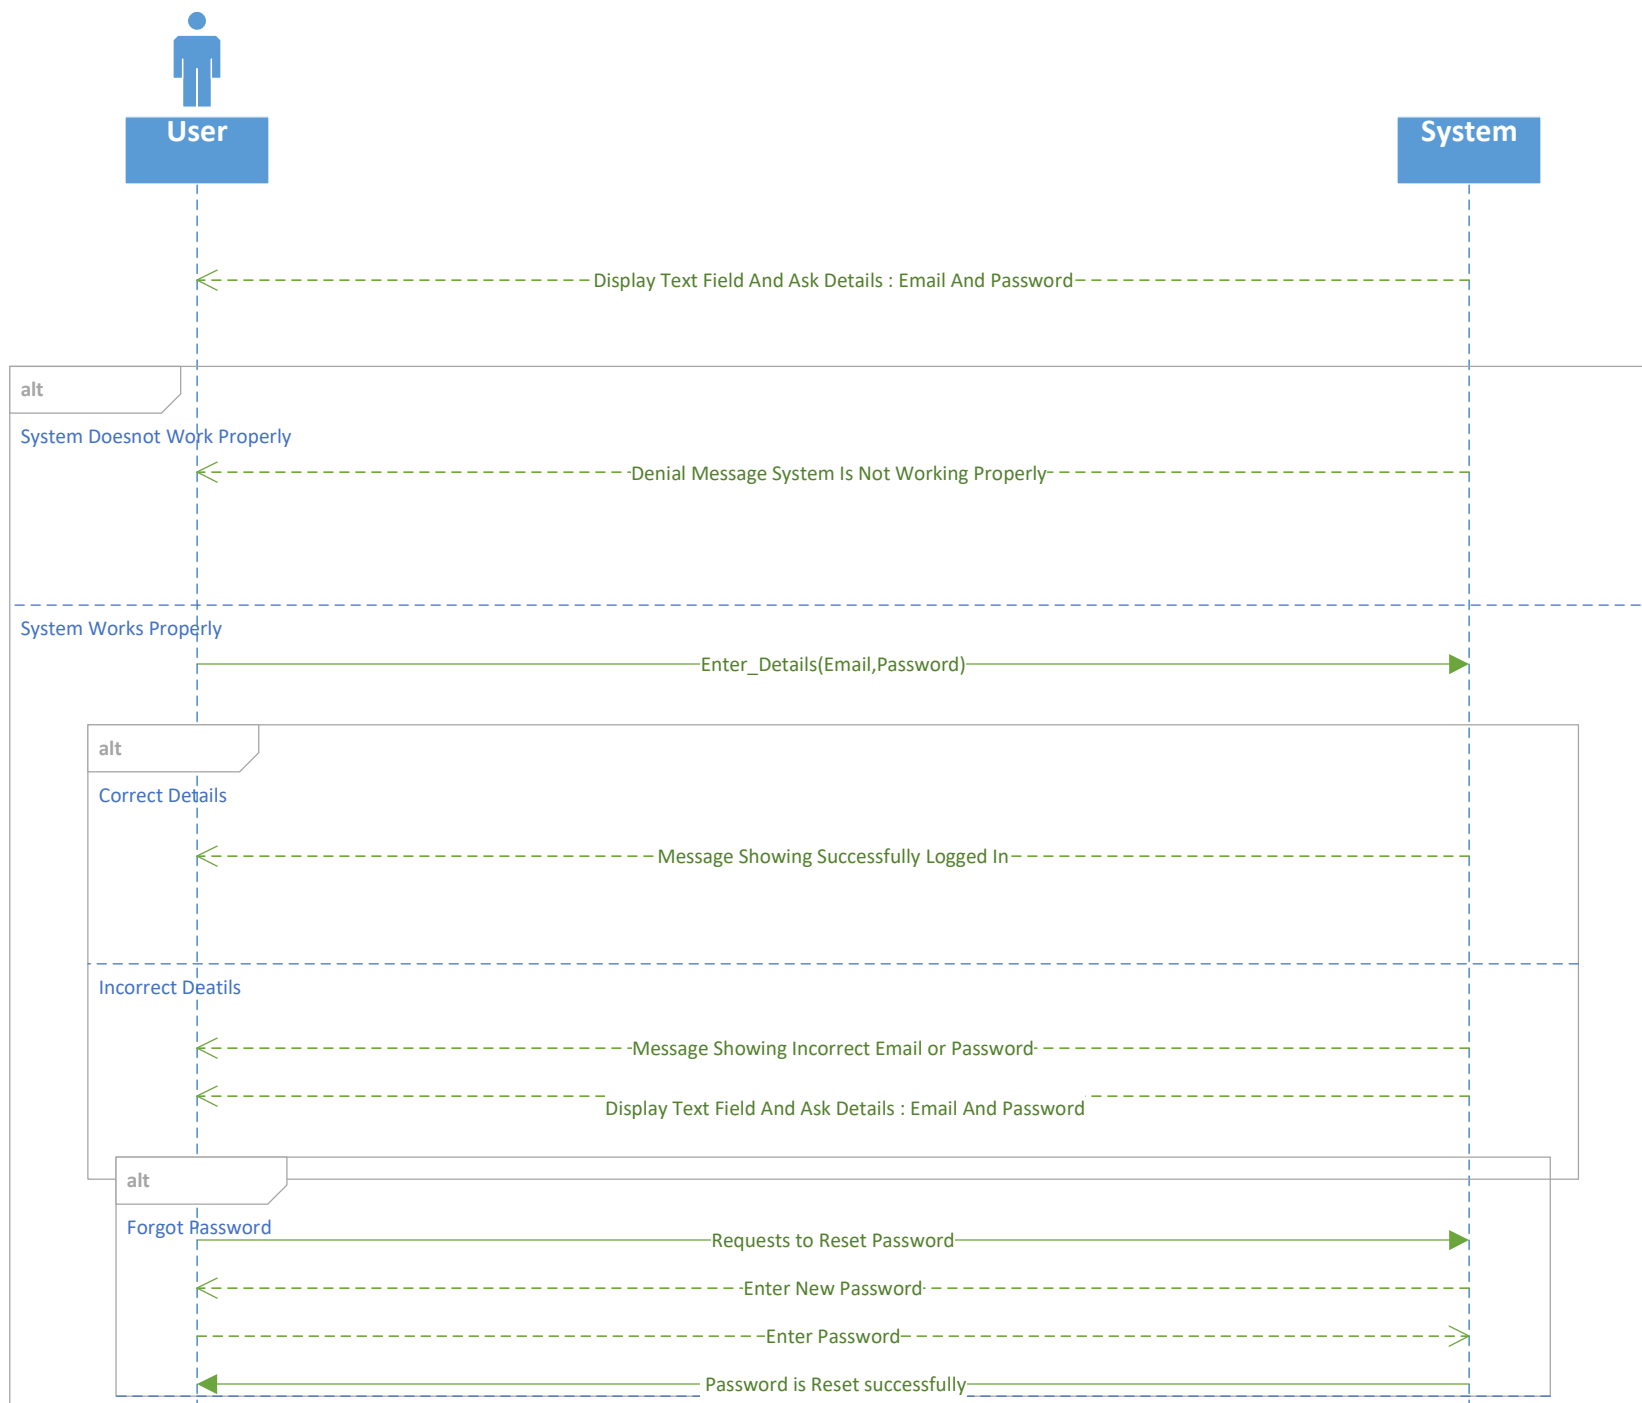 User
System
Display Text Field And Ask Details : Email And Password
alt
System Doesnot Work Properly
Denial Message System Is Not Working Properly
System Works Properly
Enter_Details(Email,Password)
alt
Correct Details
Message Showing Successfully Logged In
Incorrect Deatils
Message Showing Incorrect Email or Password
Display Text Field And Ask Details : Email And Password
alt
Forgot Password
Requests to Reset Password
Enter New Password
Enter Password
Password is Reset successfully